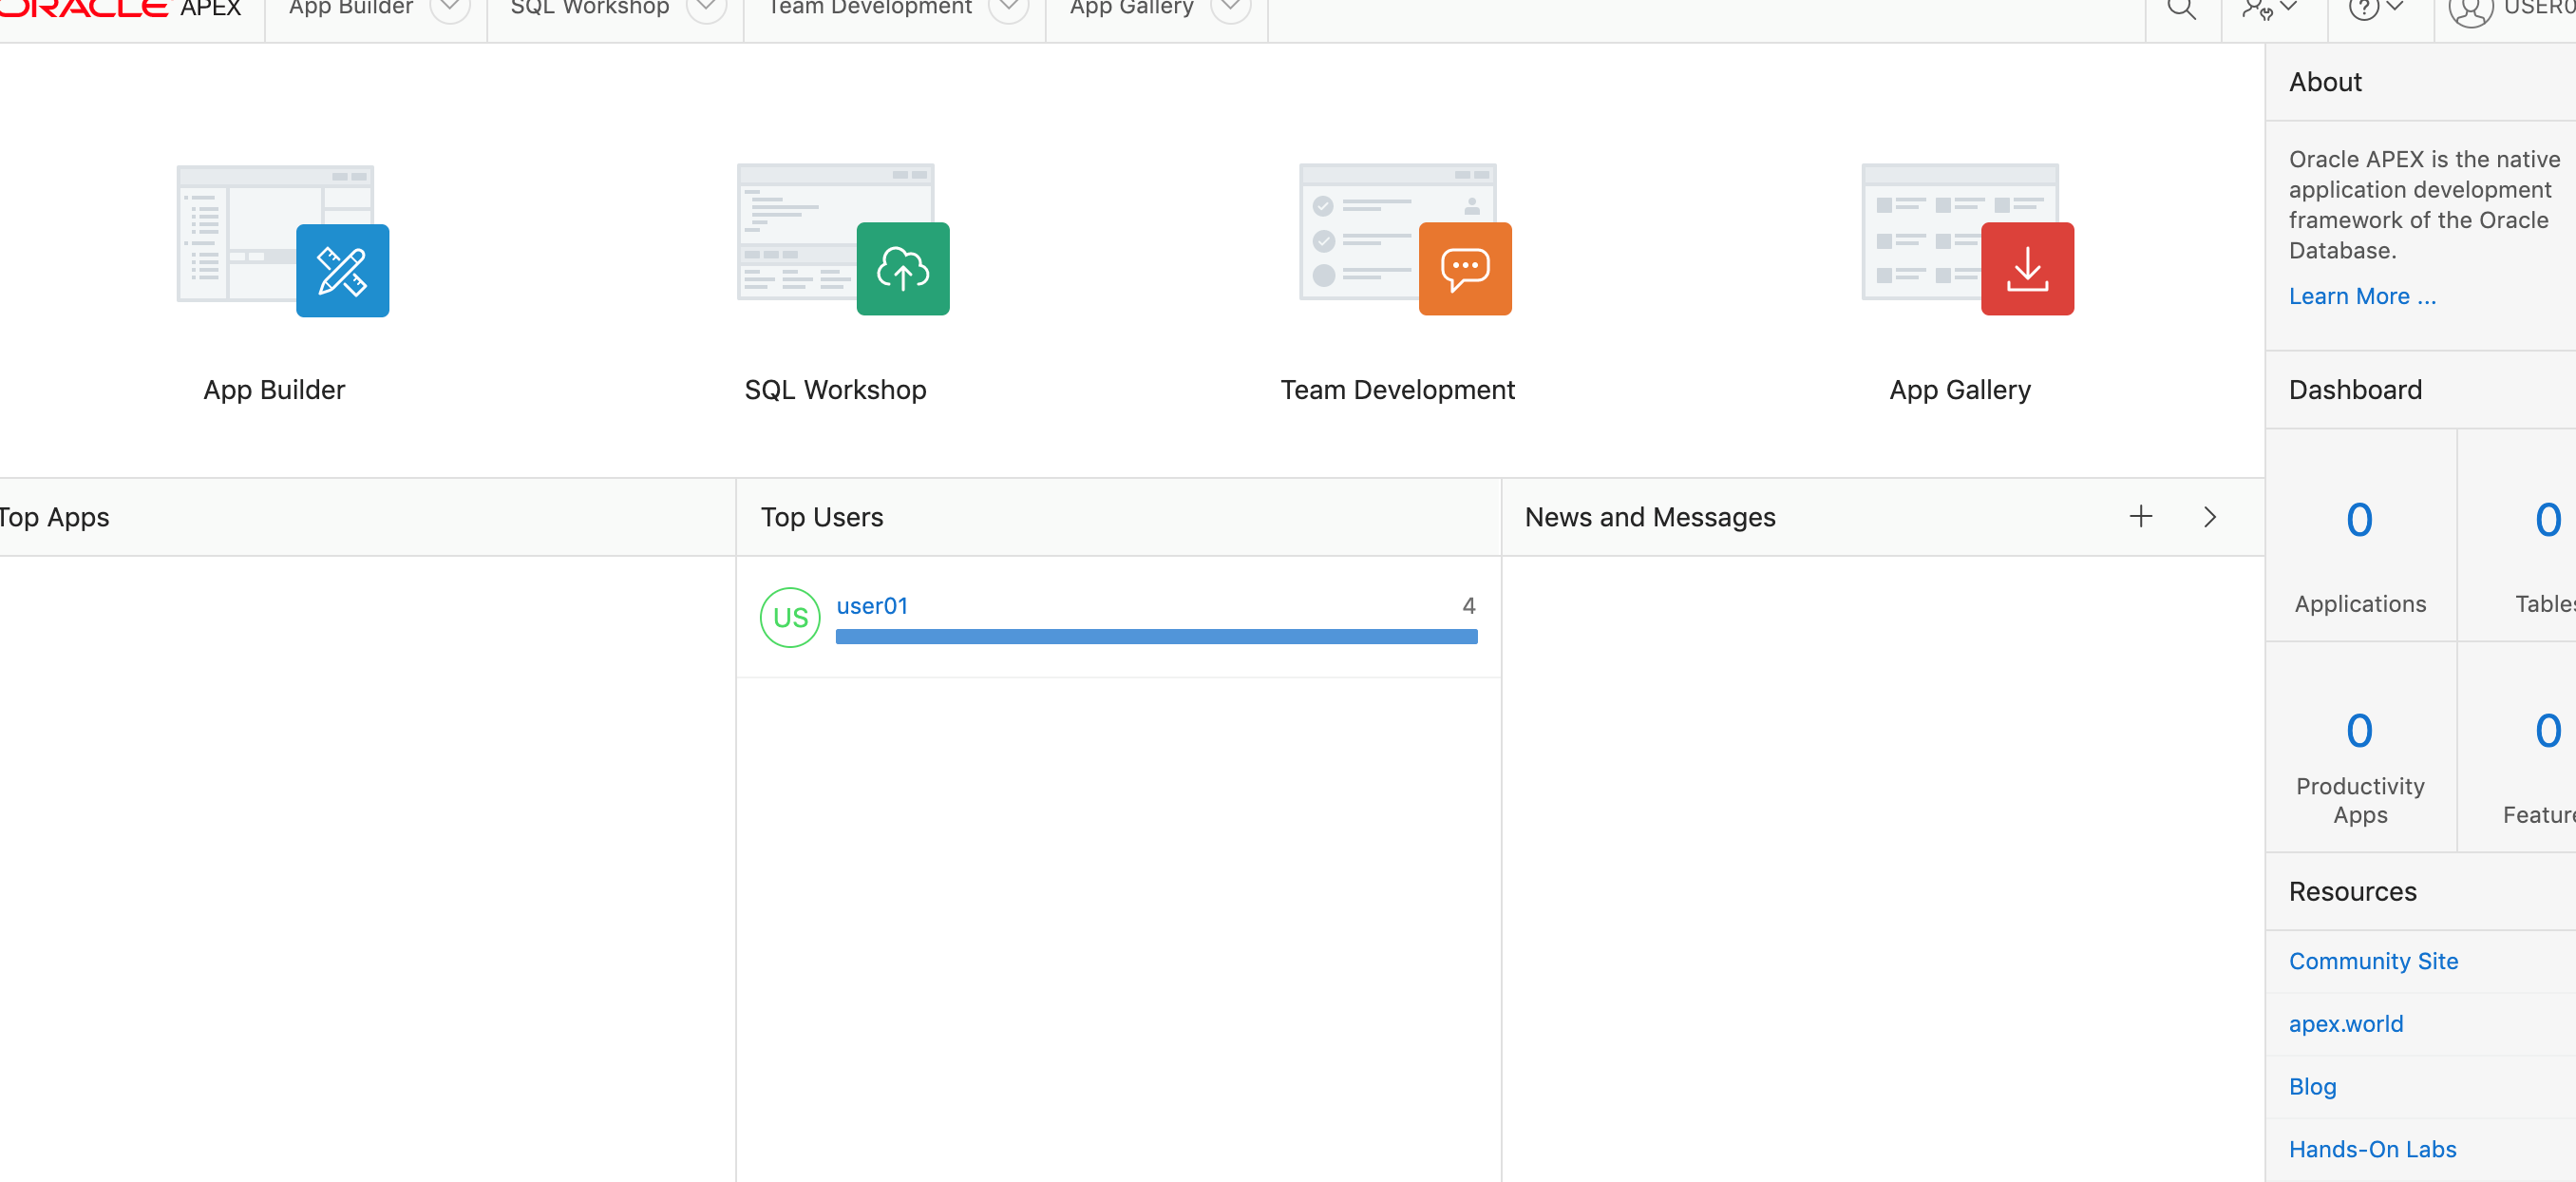 ORACLE APEX
App Builder
SQL Workshop
Team Development
App Gallery
App Builder
SQL Workshop
Team Development
App Gallery
Top Apps
Top Users
US
user01
4
News and Messages
About
Oracle APEX is the native
application development
framework of the Oracle
Database.
Learn More ...
Dashboard
0
Applications
0
0
Productivity
Apps
0
Resources
Community Site
apex.world
Blog
Hands-On Labs